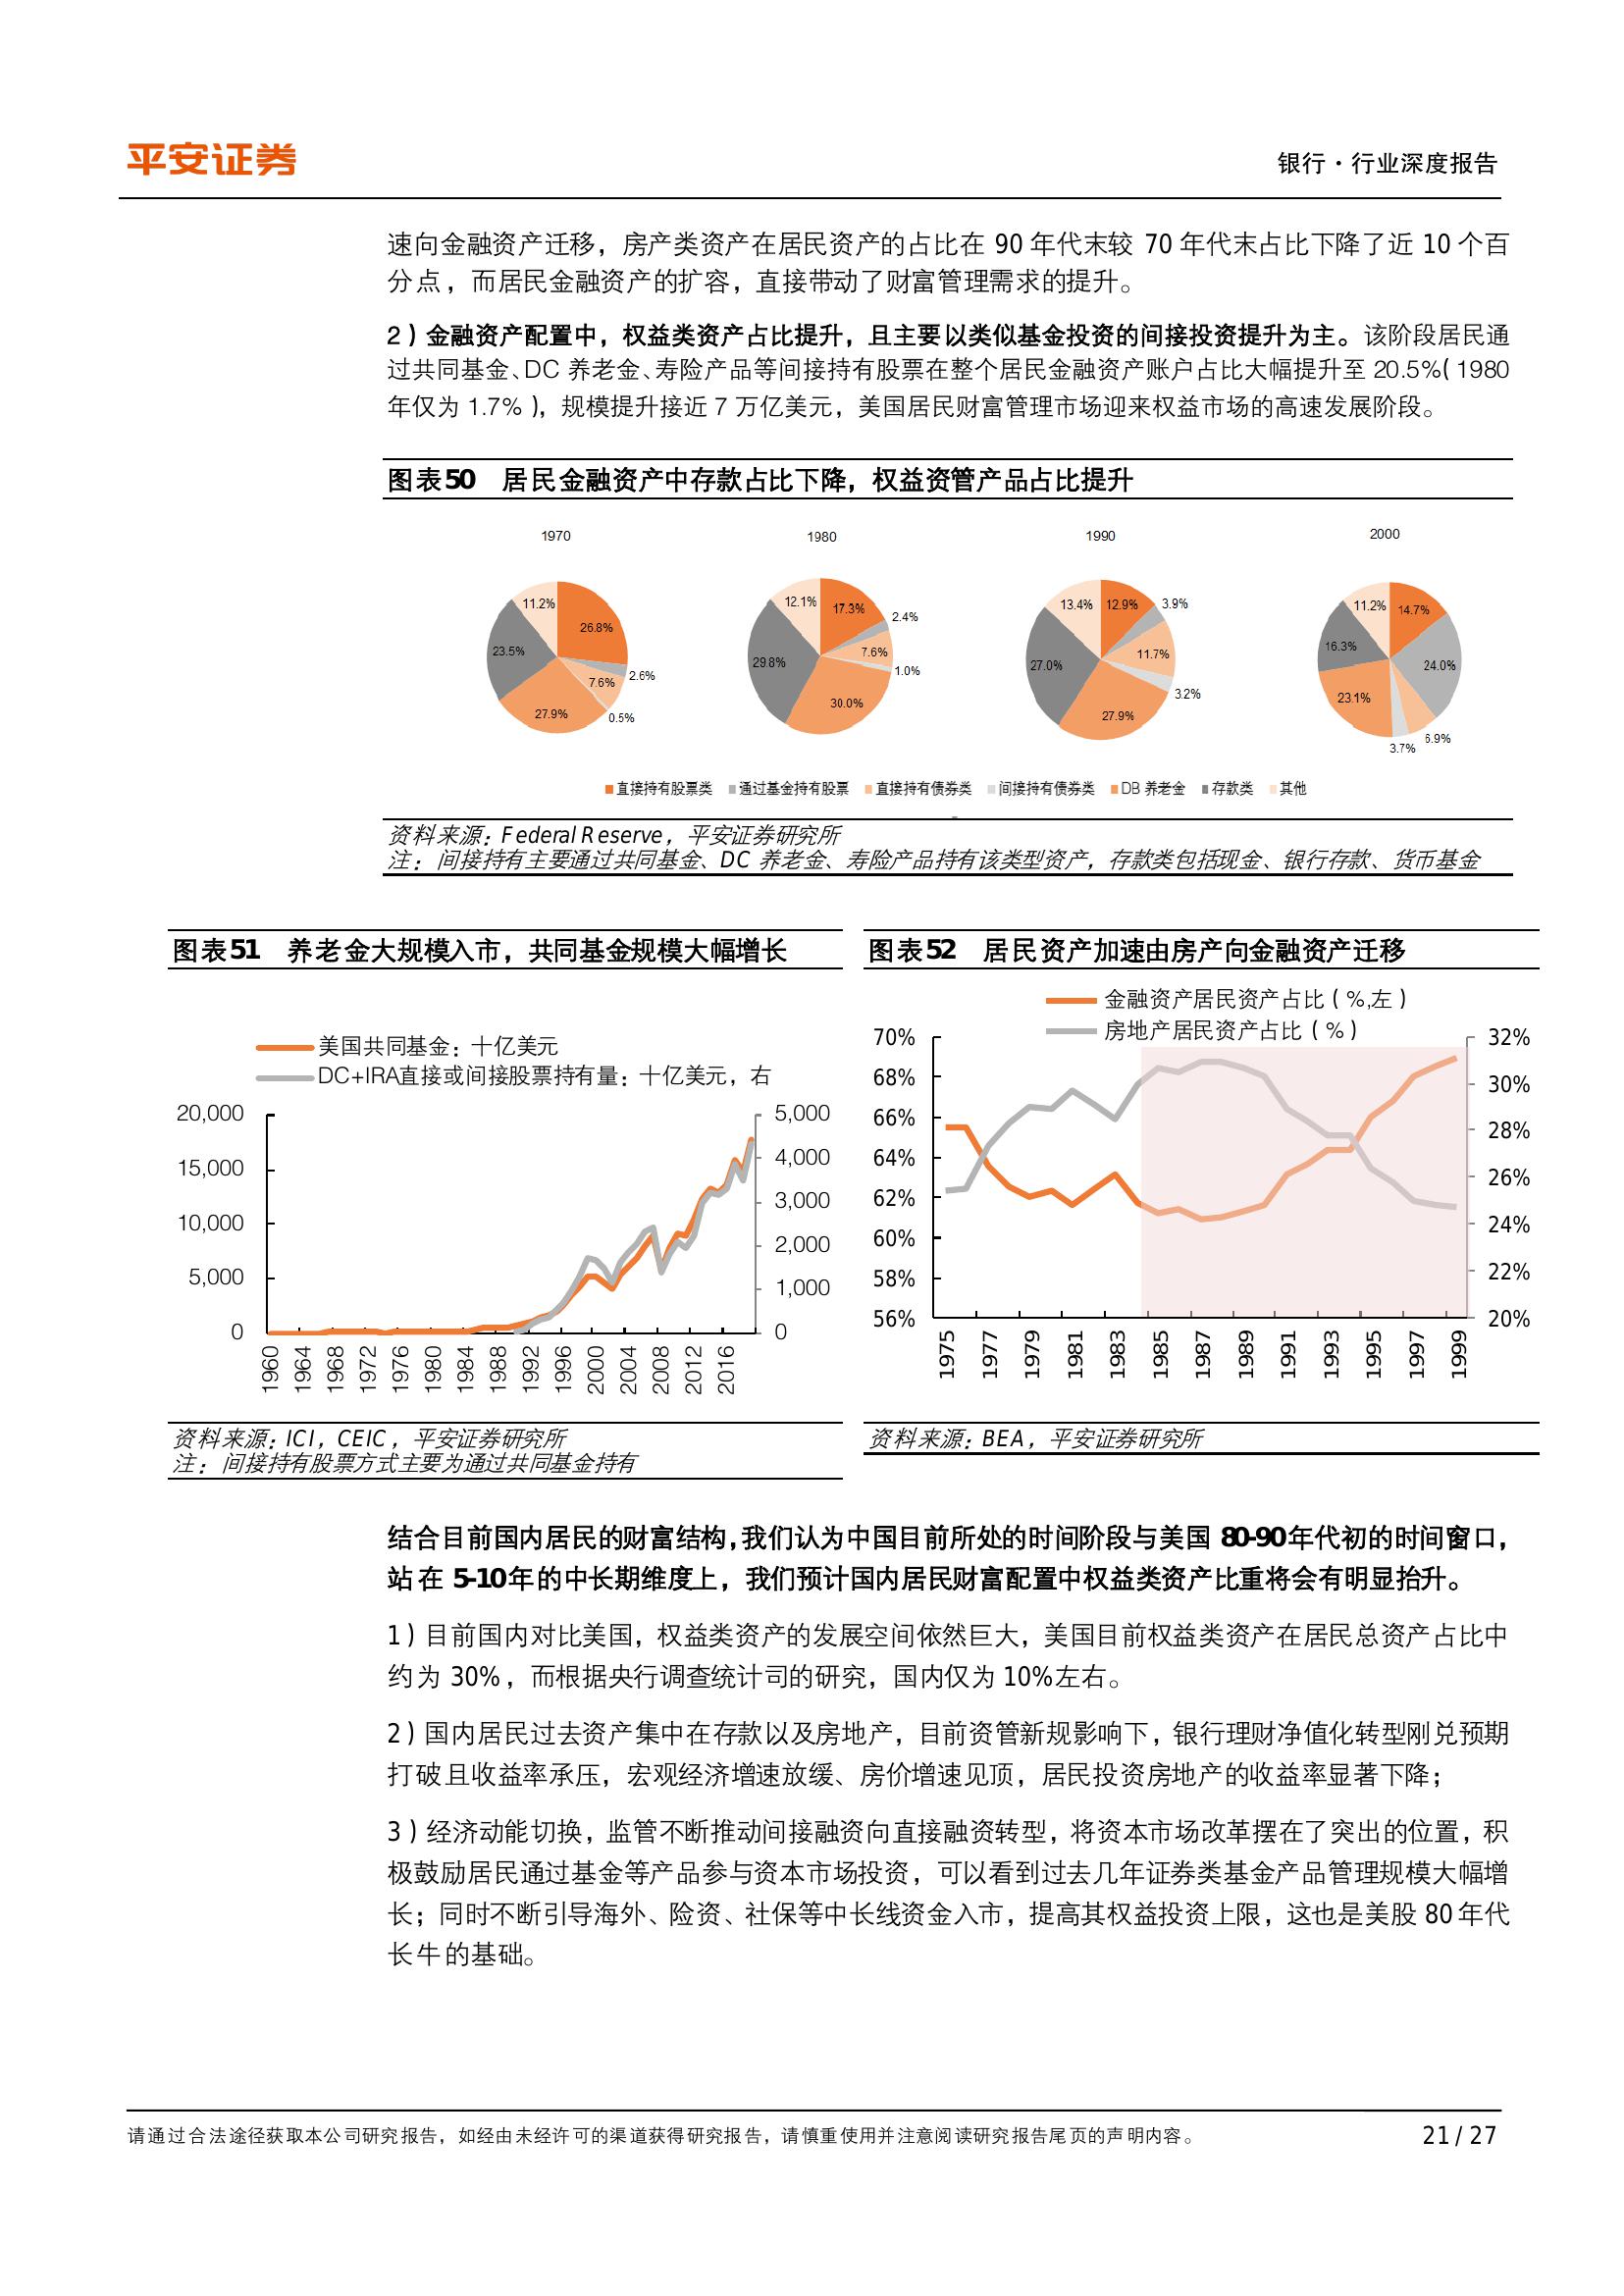 平安证券
银行·行业深度报告
速向金融资产迁移，房产类资产在居民资产的占比在 90 年代末较 70 年代末占比下降了近 10 个百
分点，而居民金融资产的扩容，直接带动了财富管理需求的提升。
2）金融资产配置中，权益类资产占比提升，且主要以类似基金投资的间接投资提升为主。该阶段居民通
过共同基金、DC 养老金、寿险产品等间接持有股票在整个居民金融资产账户占比大幅提升至 20.5%（1980
年仅为 1.7%），规模提升接近 7 万亿美元，美国居民财富管理市场迎来权益市场的高速发展阶段。
图表50 居民金融资产中存款占比下降，权益资管产品占比提升
1970
26.8%
2.6%
7.6%
0.5%
27.9%
23.5%
11.2%
1980
17.3%
2.4%
7.6%
1.0%
30.0%
29.8%
12.1%
1990
12.9%
3.9%
11.7%
3.2%
27.9%
27.0%
13.4%
2000
14.7%
24.0%
6.9%
3.7%
23.1%
16.3%
11.2%
直接持有股票类 通过基金持有股票 直接持有债券类 间接持有债券类 DB 养老金 存款类 其他
资料来源：Federal Reserve，平安证券研究所
注：间接持有主要通过共同基金、DC 养老金、寿险产品持有该类型资产，存款类包括现金、银行存款、货币基金
图表51 养老金大规模入市，共同基金规模大幅增长
美国共同基金：十亿美元
DC+IRA直接或间接股票持有量：十亿美元，右
20,000
15,000
10,000
5,000
0
5,000
4,000
3,000
2,000
1,000
0
1960 1964 1968 1972 1976 1980 1984 1988 1992 1996 2000 2004 2008 2012 2016
资料来源：ICI，CEIC，平安证券研究所
注：间接持有股票方式主要为通过共同基金持有
图表52 居民资产加速由房产向金融资产迁移
金融资产居民资产占比（%,左）
房地产居民资产占比（%）
70%
68%
66%
64%
62%
60%
58%
56%
32%
30%
28%
26%
24%
22%
20%
1975 1977 1979 1981 1983 1985 1987 1989 1991 1993 1995 1997 1999
资料来源：BEA，平安证券研究所
结合目前国内居民的财富结构，我们认为中国目前所处的时间阶段与美国 80-90年代初的时间窗口，
站在 5-10年的中长期维度上，我们预计国内居民财富配置中权益类资产比重将会有明显抬升。
1）目前国内对比美国，权益类资产的发展空间依然巨大，美国目前权益类资产在居民总资产占比中
约为 30%，而根据央行调查统计司的研究，国内仅为 10%左右。
2）国内居民过去资产集中在存款以及房地产，目前资管新规影响下，银行理财净值化转型刚兑预期
打破且收益率承压，宏观经济增速放缓、房价增速见顶，居民投资房地产的收益率显著下降；
3）经济动能切换，监管不断推动间接融资向直接融资转型，将资本市场改革摆在了突出的位置，积
极鼓励居民通过基金等产品参与资本市场投资，可以看到过去几年证券类基金产品管理规模大幅增
长；同时不断引导海外、险资、社保等中长线资金入市，提高其权益投资上限，这也是美股 80 年代
长牛的基础。
请通过合法途径获取本公司研究报告，如经由未经许可的渠道获得研究报告，请慎重使用并注意阅读研究报告尾页的声明内容。
21 / 27